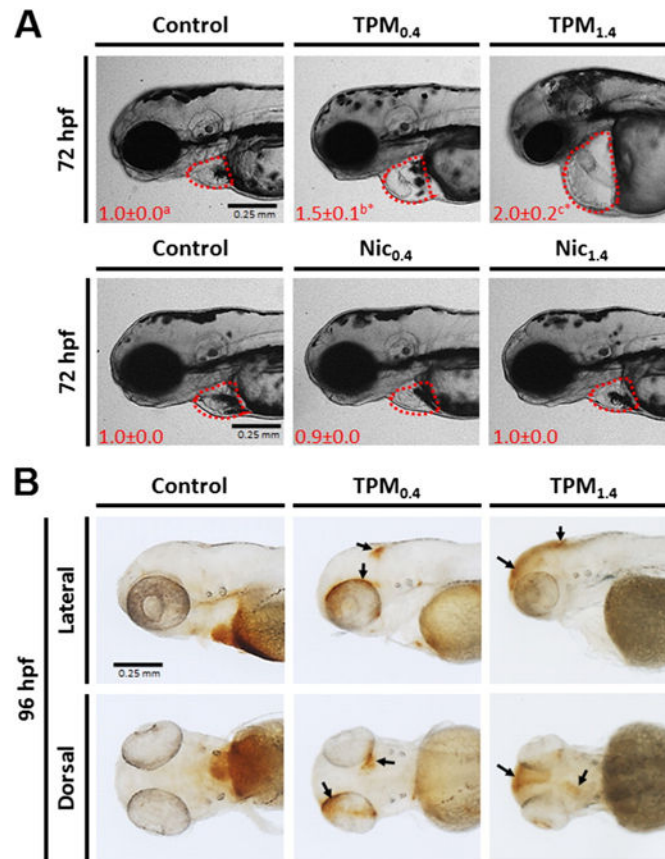 A
Control TPM0.4 TPM1.4
72 hpf
1.0±0.0a 0.25 mm 1.5±0.1b* 2.0±0.2c*
Control Nic0.4 Nic1.4
72 hpf
1.0±0.0 0.25 mm 0.9±0.0 1.0±0.0
B
Control TPM0.4 TPM1.4
96 hpf
Lateral
0.25 mm
Dorsal